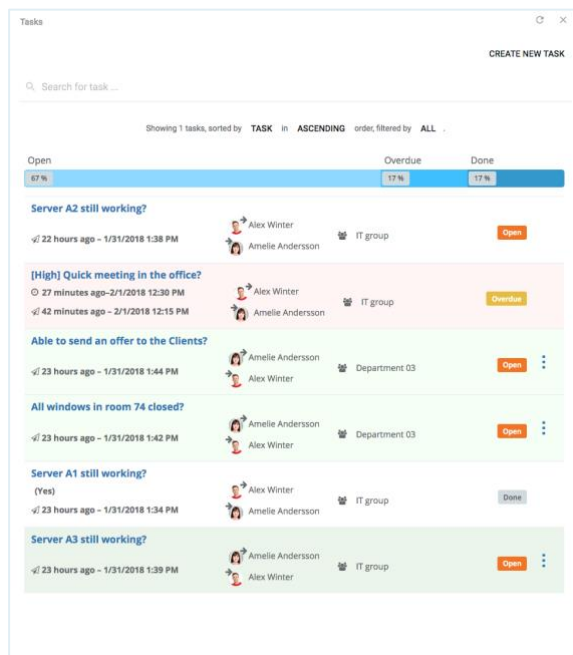 Tasks
CREATE NEW TASK
Search for task ...
Showing 1 tasks, sorted by TASK in ASCENDING order, filtered by ALL .
Open Overdue Done
67 % 17 % 17 %
Server A2 still working?
Alex Winter
22 hours ago – 1/31/2018 1:38 PM IT group Open
Amelie Andersson
[High] Quick meeting in the office?
27 minutes ago–2/1/2018 12:30 PM Alex Winter
IT group Overdue
42 minutes ago – 2/1/2018 12:15 PM Amelie Andersson
Able to send an offer to the Clients?
Amelie Andersson
23 hours ago – 1/31/2018 1:44 PM Department 03 Open
Alex Winter
All windows in room 74 closed?
Amelie Andersson
23 hours ago – 1/31/2018 1:42 PM Department 03 Open
Alex Winter
Server A1 still working?
(Yes) Alex Winter
IT group Done
23 hours ago – 1/31/2018 1:34 PM Amelie Andersson
Server A3 still working?
Amelie Andersson
23 hours ago – 1/31/2018 1:39 PM IT group Open
Alex Winter